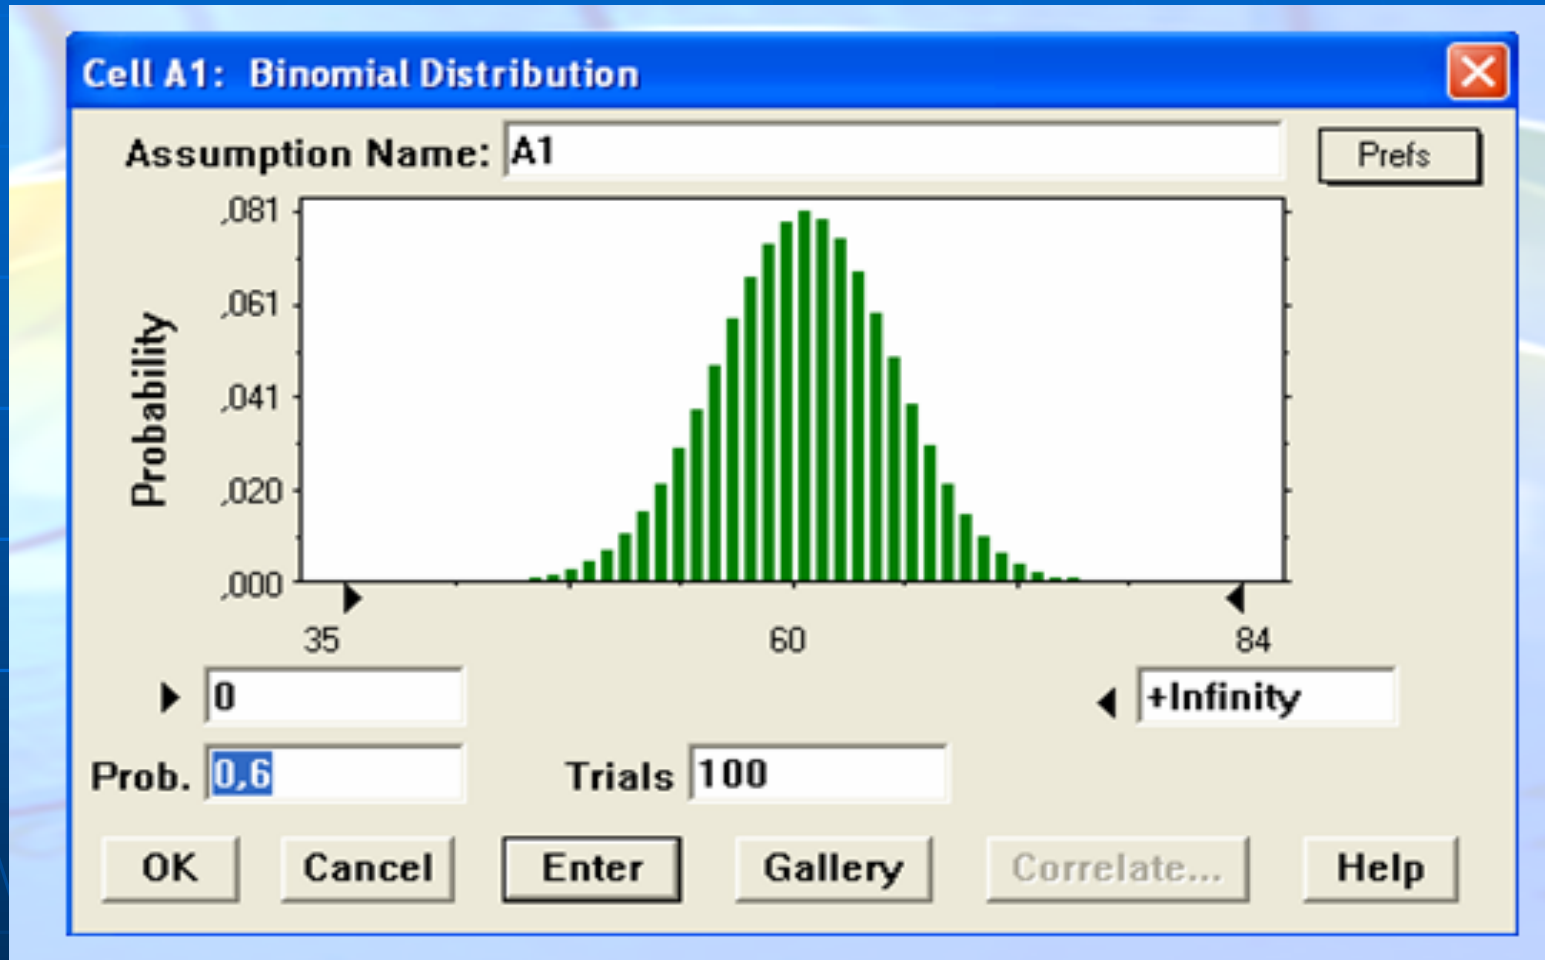 Cell A1: Binomial Distribution
Assumption Name: A1
Prefs
Probability
,081
,061
,041
,020
,000
35 60 84
0 +Infinity
Prob. 0,6 Trials 100
OK Cancel Enter Gallery Correlate... Help